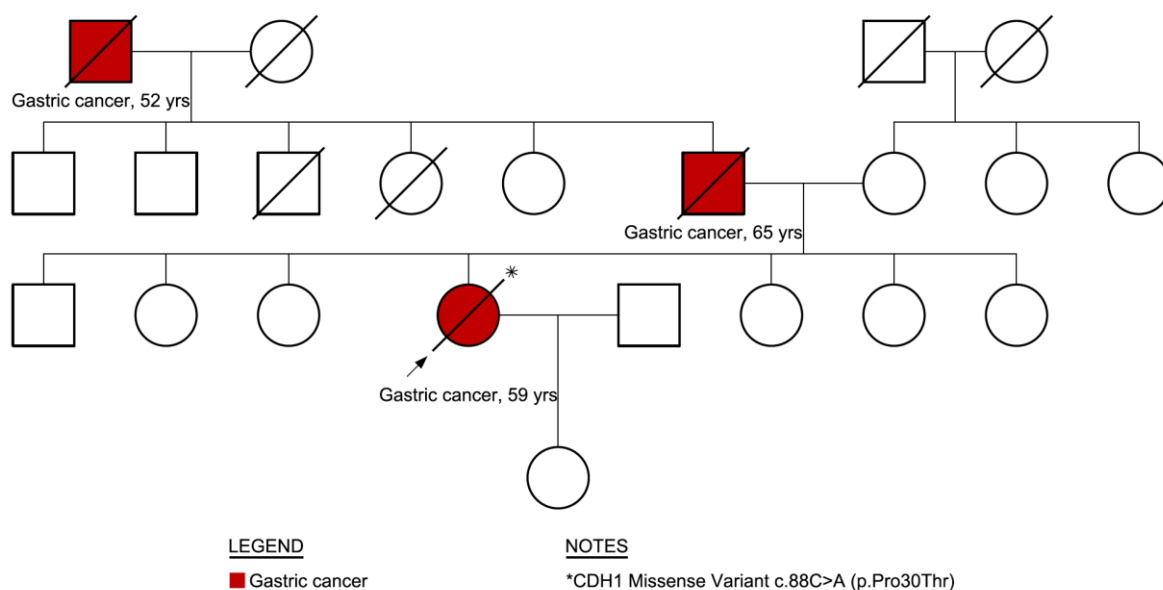 Gastric cancer, 52 yrs
Gastric cancer, 65 yrs
*
Gastric cancer, 59 yrs
LEGEND
Gastric cancer
NOTES
*CDH1 Missense Variant c.88C>A (p.Pro30Thr)